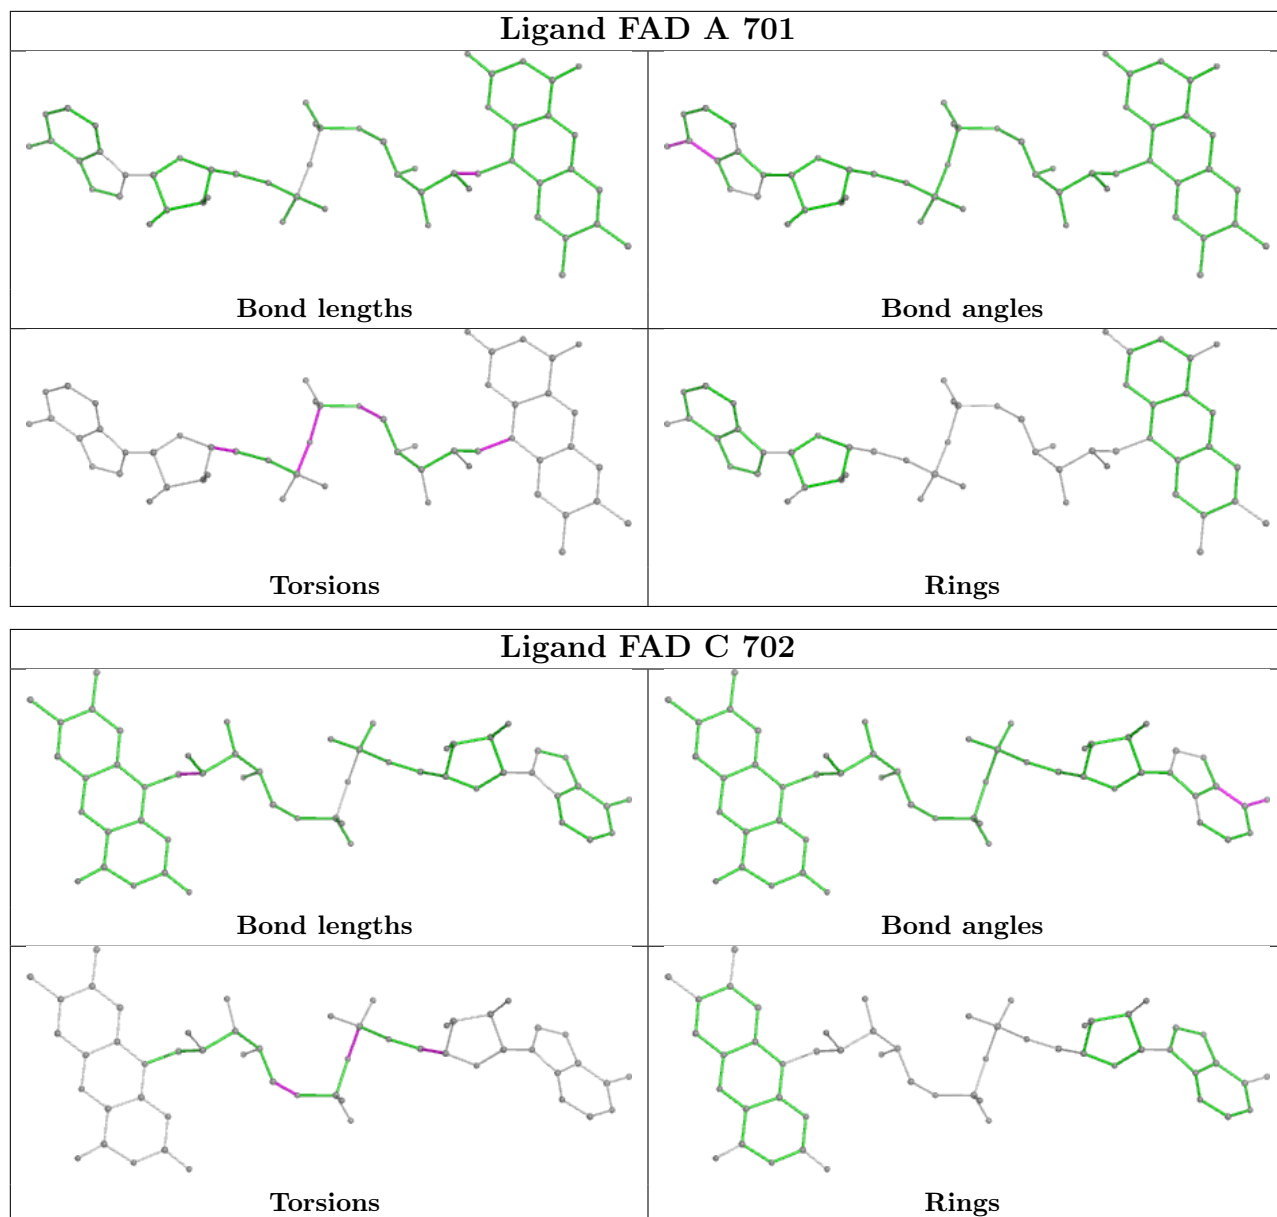 Ligand FAD A 701
Bond lengths
Bond angles
Torsions
Rings
Ligand FAD C 702
Bond lengths
Bond angles
Torsions
Rings